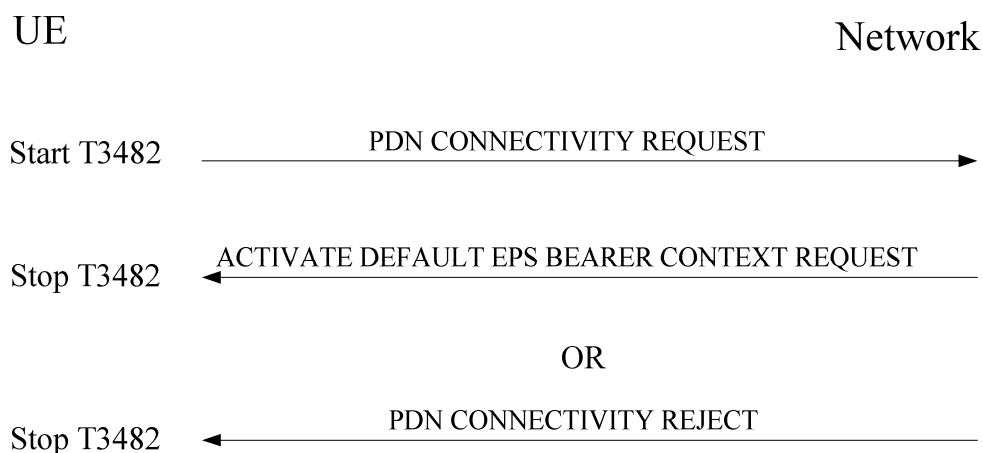 UE
Network
Start T3482
PDN CONNECTIVITY REQUEST
ACTIVATE DEFAULT EPS BEARER CONTEXT REQUEST
Stop T3482
OR
PDN CONNECTIVITY REJECT
Stop T3482